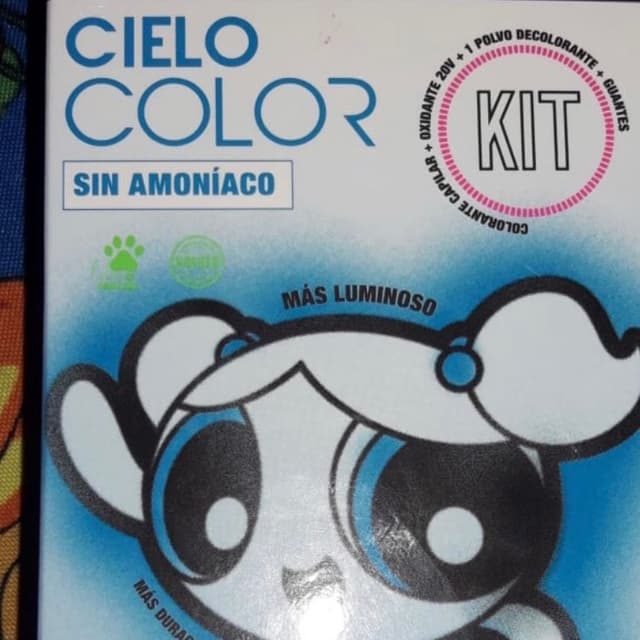 CIELO
COLOR
SIN AMONÍACO
COLORANTE CAPILAR + OXIDANTE 20V + 1 POLVO DECOLORANTE + GUANTES
KIT
MÁS LUMINOSO